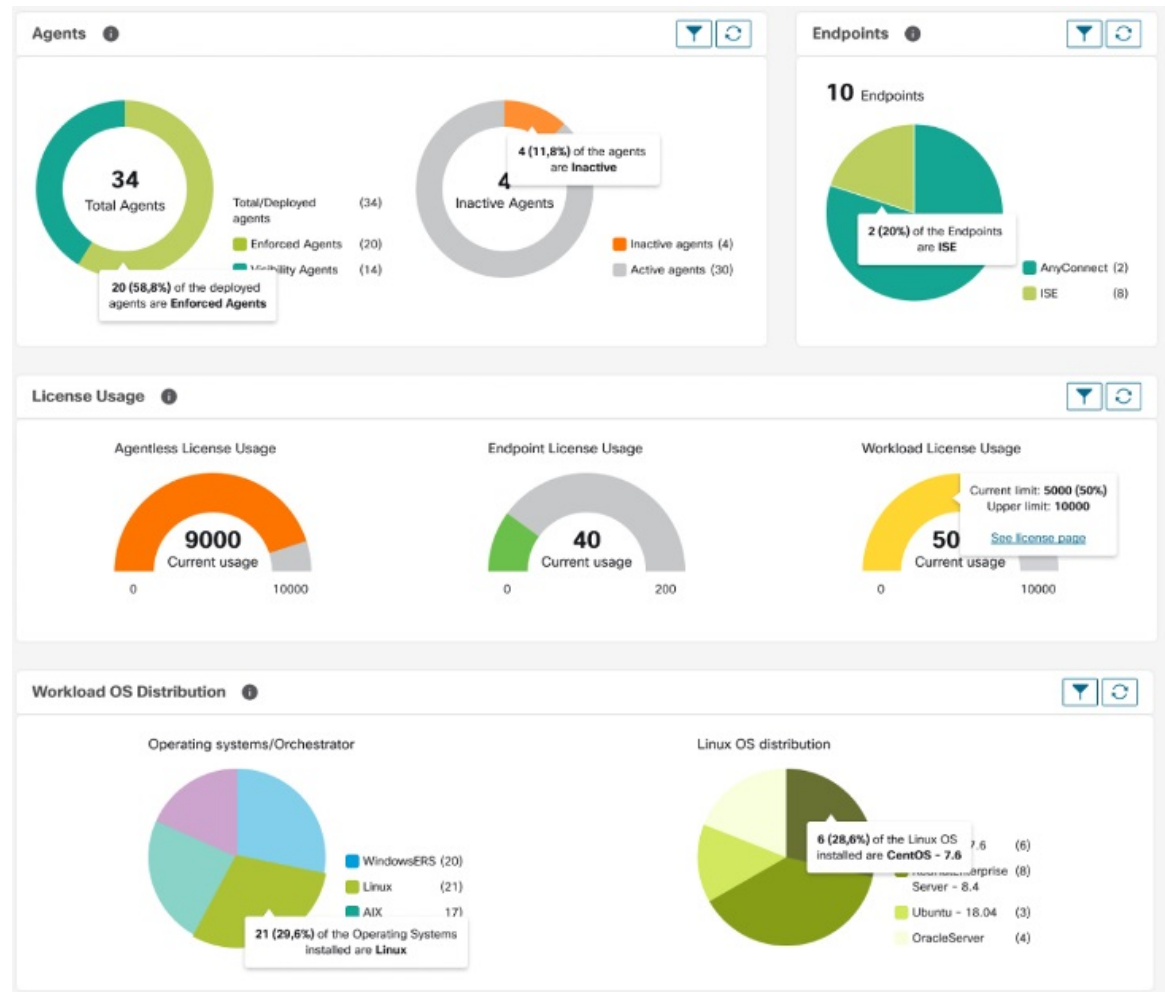 Agents
Endpoints
34
Total Agents
Total/Deployed
agents
(34)
Enforced Agents (20)
Visibility Agents (14)
20 (58,8%) of the deployed
agents are Enforced Agents
4 (11,8%) of the agents
are Inactive
4
Inactive Agents
Inactive agents (4)
Active agents (30)
10 Endpoints
2 (20%) of the Endpoints
are ISE
AnyConnect (2)
ISE (8)
License Usage
Agentless License Usage
9000
Current usage
0 10000
Endpoint License Usage
40
Current usage
0 200
Workload License Usage
Current limit: 5000 (50%)
Upper limit: 10000
See license page
50
Current usage
0 10000
Workload OS Distribution
Operating systems/Orchestrator
WindowsERS (20)
Linux (21)
AIX 17)
21 (29,6%) of the Operating Systems
installed are Linux
Linux OS distribution
6 (28,6%) of the Linux OS
installed are CentOS - 7.6
7.6 (6)
(8)
Server - 8.4
Ubuntu - 18.04 (3)
OracleServer (4)